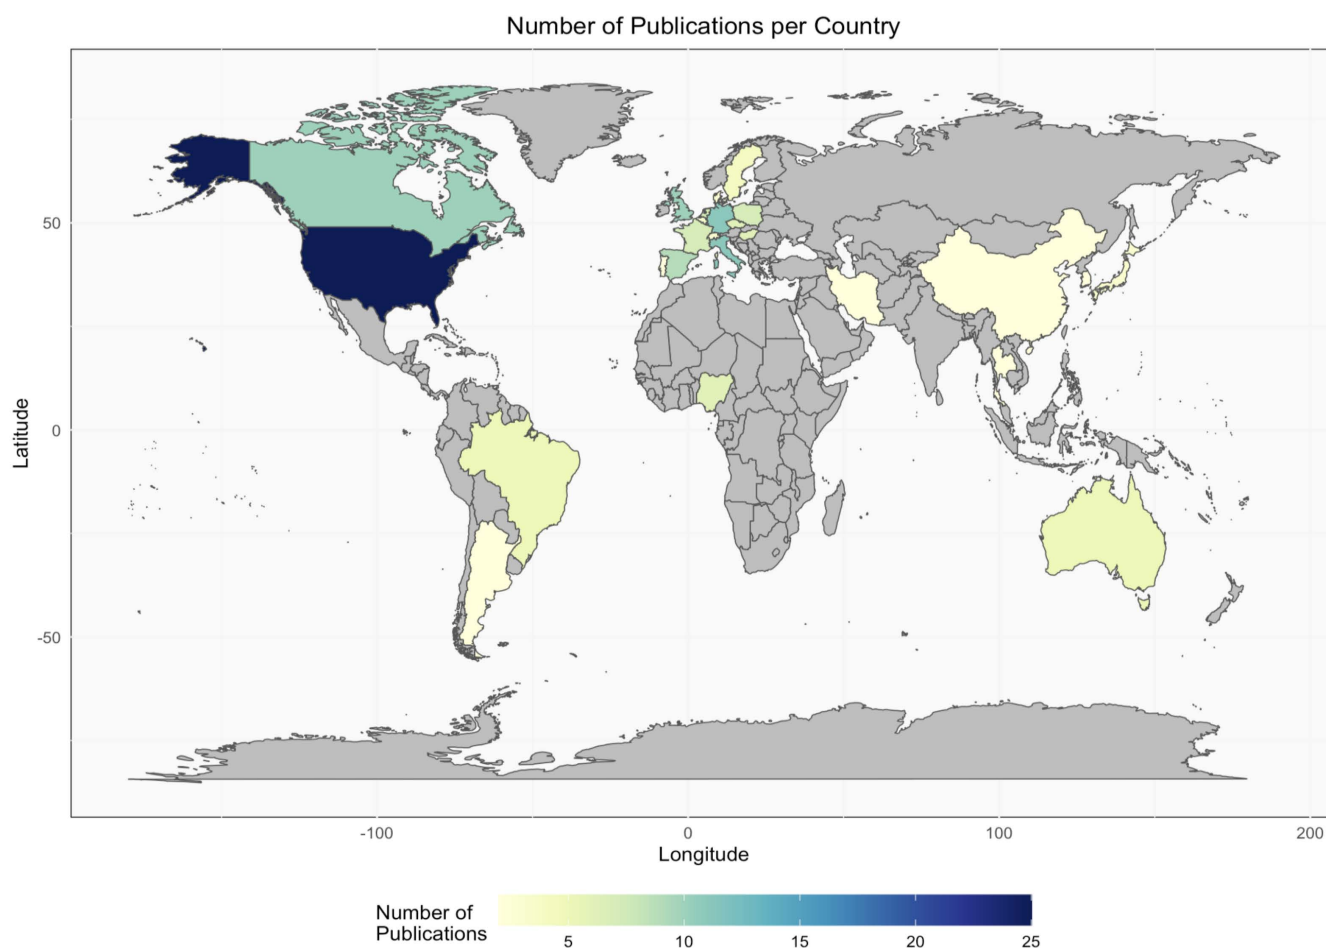 Number of Publications per Country
50
0
-50
Latitude
-100 0 100 200
Longitude
Number of
Publications
5 10 15 20 25